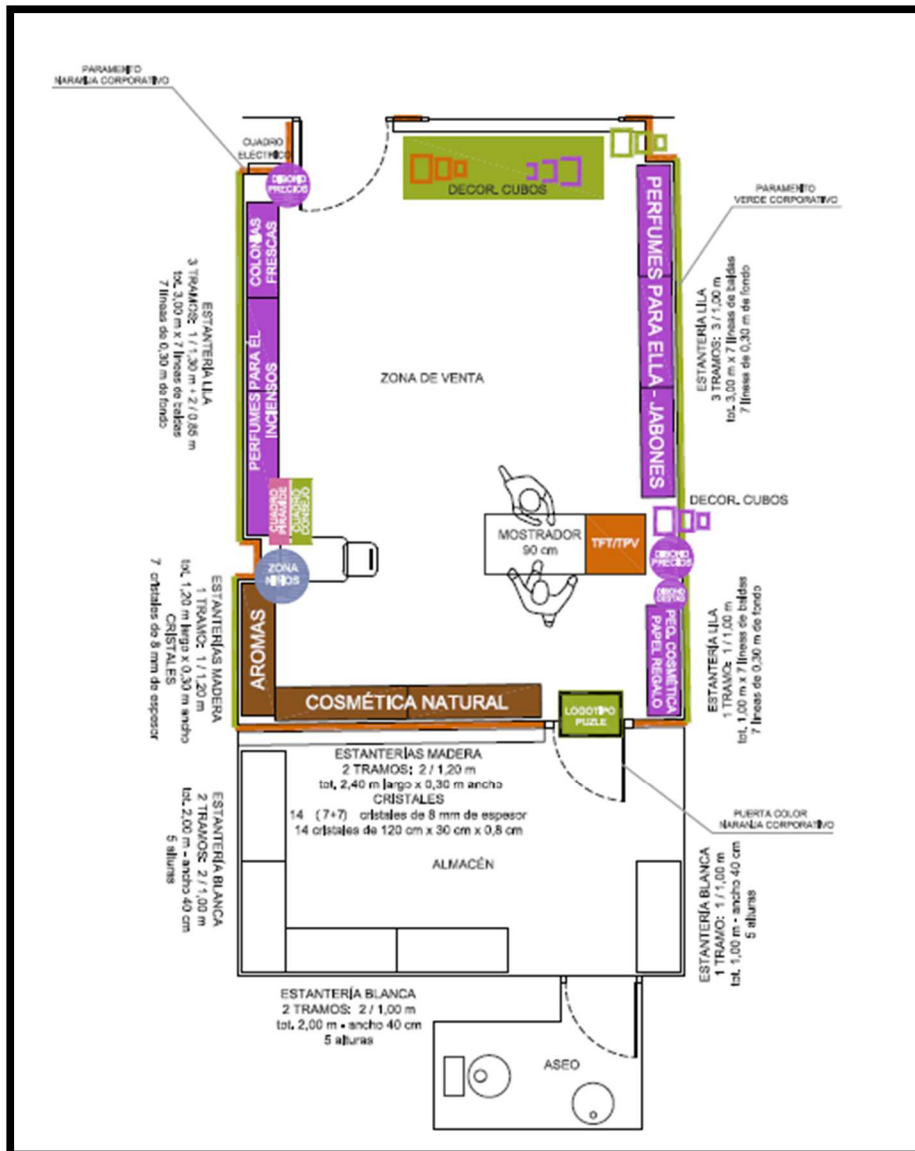 PARAMENTO
NARANJA CORPORATIVO
CUADRO
ELÉCTRICO
DIBOND
PRECIOS
DECOR. CUBOS
PARAMENTO
VERDE CORPORATIVO
COLONIAS
FRESCAS
PERFUMES PARA ÉL
INCIENSOS
ESTANTERÍA LILA
3 TRAMOS: 1 / 1,30 m + 2 / 0,85 m
tot. 3,00 m x 7 líneas de baldas
7 líneas de 0,30 m de fondo
ZONA DE VENTA
PERFUMES PARA ELLA - JABONES
ESTANTERÍA LILA
3 TRAMOS: 3 / 1,00 m
tot. 3,00 m x 7 líneas de baldas
7 líneas de 0,30 m de fondo
CUADRO
PIRAMIDE
CUADRO
CONSEJO
ZONA
NIÑOS
MOSTRADOR
90 cm
TFT/TPV
DECOR. CUBOS
DIBOND
PRECIOS
DIBOND
CESTAS
PEQ. COSMÉTICA
PAPEL REGALO
ESTANTERÍA LILA
1 TRAMO: 1 / 1,00 m
tot. 1,00 m x 7 líneas de baldas
7 líneas de 0,30 m de fondo
AROMAS
ESTANTERÍAS MADERA
1 TRAMO: 1 / 1,20 m
tot. 1,20 m largo x 0,30 m ancho
CRISTALES
7 cristales de 8 mm de espesor
COSMÉTICA NATURAL
LOGOTIPO
PUZLE
ESTANTERÍAS MADERA
2 TRAMOS: 2 / 1,20 m
tot. 2,40 m largo x 0,30 m ancho
CRISTALES
14 (7+7) cristales de 8 mm de espesor
14 cristales de 120 cm x 30 cm x 0,8 cm
ALMACÉN
PUERTA COLOR
NARANJA CORPORATIVO
ESTANTERÍA BLANCA
2 TRAMOS: 2 / 1,00 m
tot. 2,00 m - ancho 40 cm
5 alturas
ESTANTERÍA BLANCA
1 TRAMO: 1 / 1,00 m
tot. 1,00 m - ancho 40 cm
5 alturas
ESTANTERÍA BLANCA
2 TRAMOS: 2 / 1,00 m
tot. 2,00 m - ancho 40 cm
5 alturas
ASEO